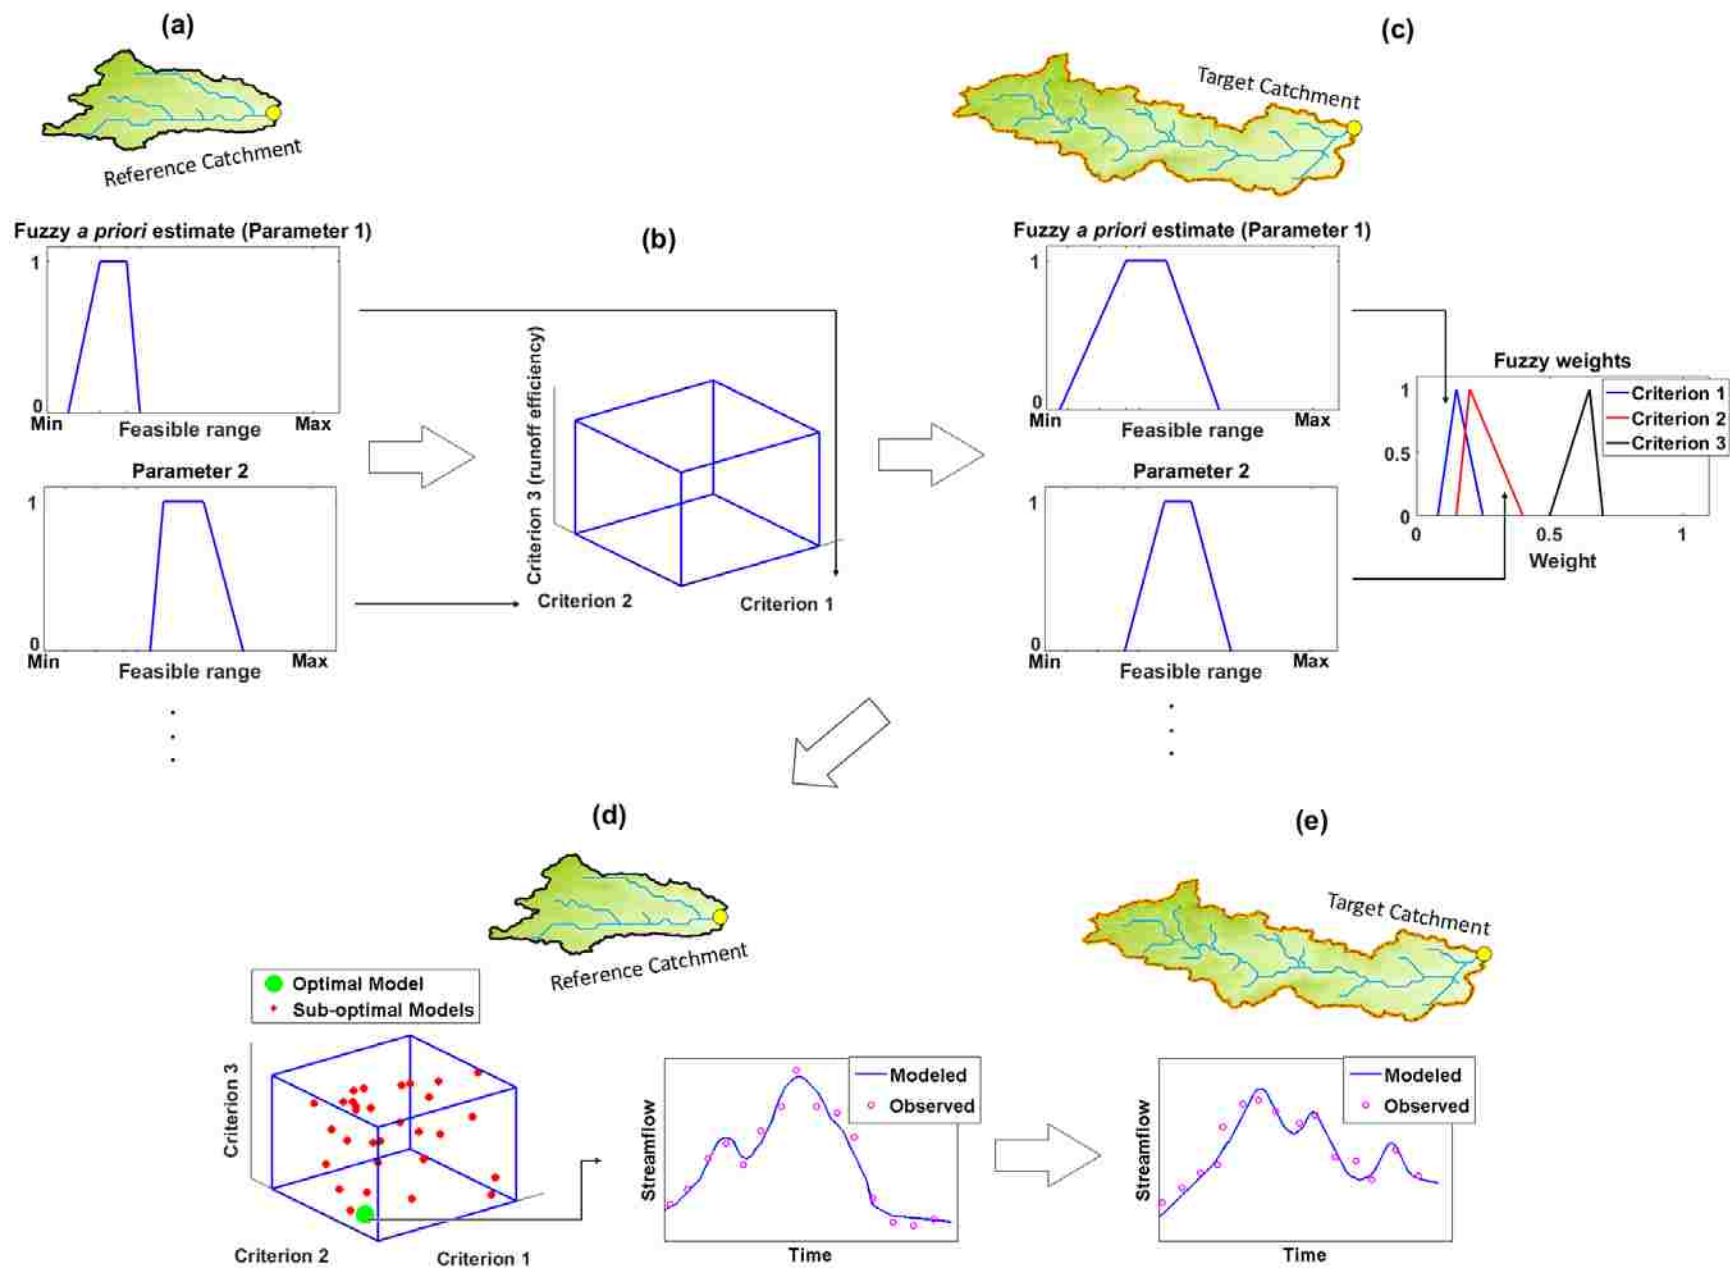 (a)
Reference Catchment
Fuzzy a priori estimate (Parameter 1)
1
0
Min
Feasible range
Max
Parameter 2
1
0
Min
Feasible range
Max
(b)
Criterion 3 (runoff efficiency)
Criterion 2
Criterion 1
(c)
Target Catchment
Fuzzy a priori estimate (Parameter 1)
1
0
Min
Feasible range
Max
Parameter 2
1
0
Min
Feasible range
Max
Fuzzy weights
1
0.5
0
0
0.5
1
Weight
Criterion 1
Criterion 2
Criterion 3
(d)
Reference Catchment
Optimal Model
Sub-optimal Models
Criterion 3
Criterion 2
Criterion 1
Streamflow
Modeled
Observed
Time
(e)
Target Catchment
Streamflow
Modeled
Observed
Time